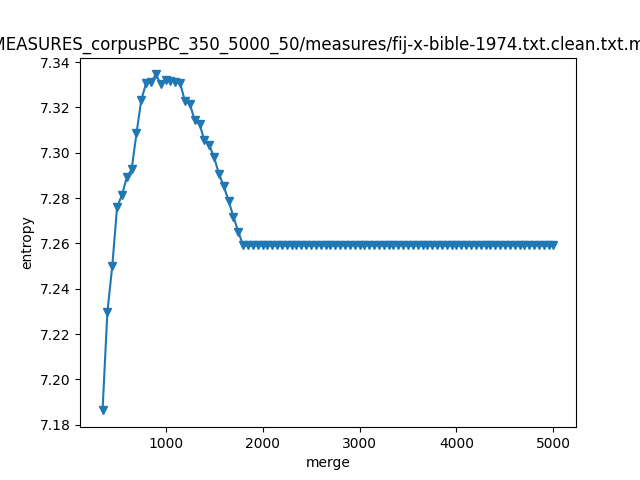 MEASURES_corpusPBC_350_5000_50/measures/fij-x-bible-1974.txt.clean.txt.m
7.34
7.32
7.30
7.28
7.26
7.24
7.22
7.20
7.18
entropy
1000 2000 3000 4000 5000
merge